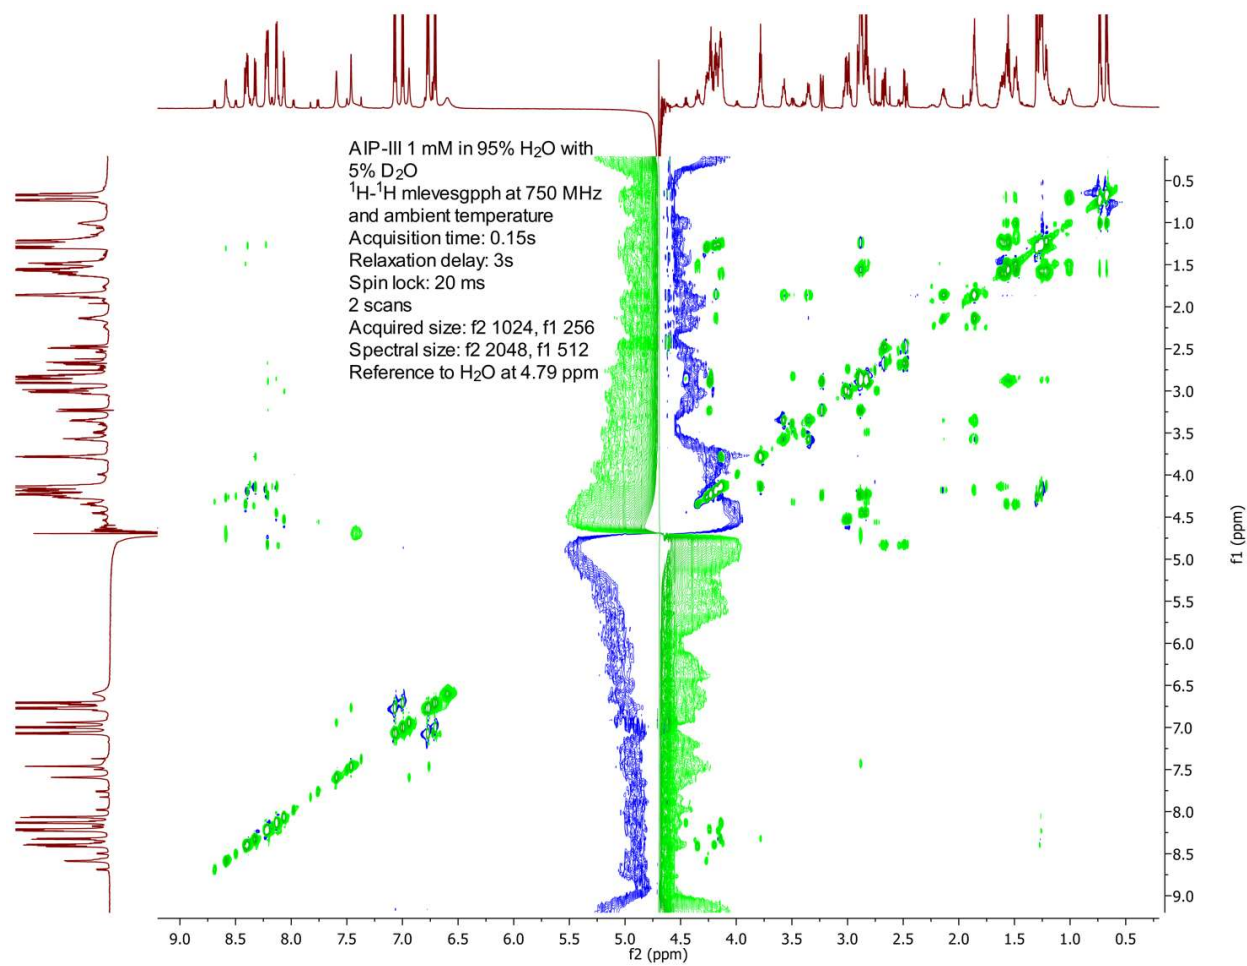 AIP-III 1 mM in 95% H₂O with
5% D₂O
¹H-¹H mlevesgpph at 750 MHz
and ambient temperature
Acquisition time: 0.15s
Relaxation delay: 3s
Spin lock: 20 ms
2 scans
Acquired size: f2 1024, f1 256
Spectral size: f2 2048, f1 512
Reference to H₂O at 4.79 ppm
0.5
1.0
1.5
2.0
2.5
3.0
3.5
4.0
4.5
5.0
5.5
6.0
6.5
7.0
7.5
8.0
8.5
9.0
f1 (ppm)
9.0 8.5 8.0 7.5 7.0 6.5 6.0 5.5 5.0 4.5 4.0 3.5 3.0 2.5 2.0 1.5 1.0 0.5
f2 (ppm)